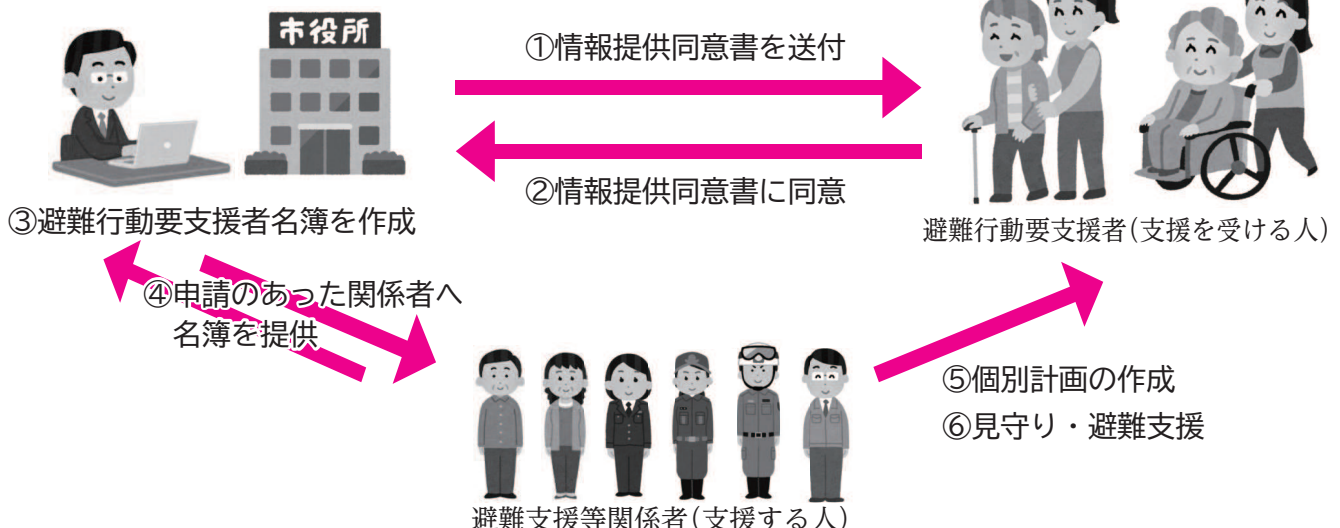 市役所
①情報提供同意書を送付
②情報提供同意書に同意
③避難行動要支援者名簿を作成
避難行動要支援者(支援を受ける人)
④申請のあった関係者へ
名簿を提供
⑤個別計画の作成
⑥見守り・避難支援
避難支援等関係者(支援する人)